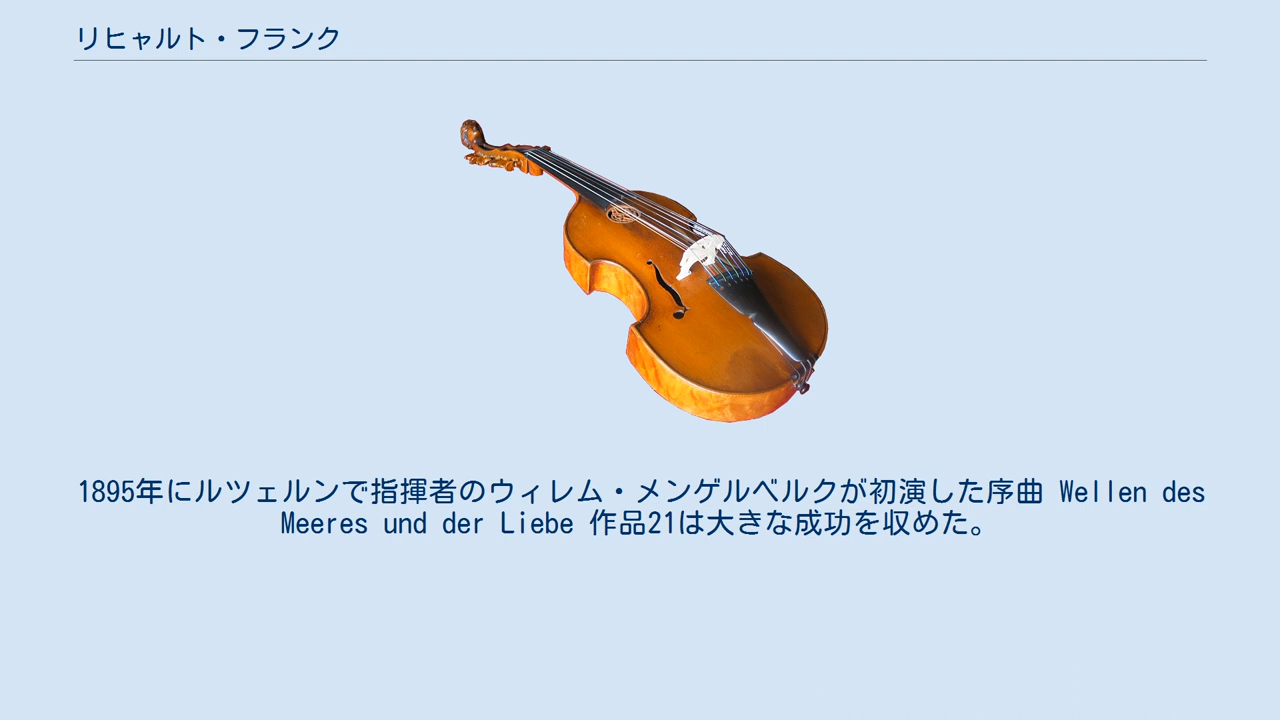 リヒャルト・フランク
1895年にルツェルンで指揮者のウィレム・メンゲルベルクが初演した序曲 Wellen des
Meeres und der Liebe 作品21は大きな成功を収めた。